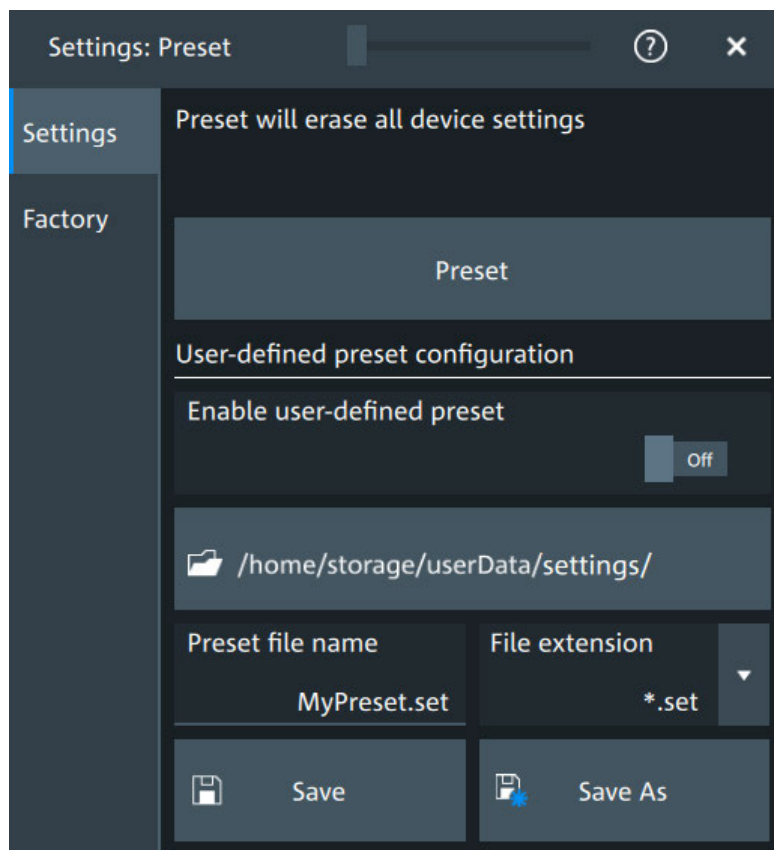 Settings: Preset
?
Settings
Factory
Preset will erase all device settings
Preset
User-defined preset configuration
Enable user-defined preset
Off
/home/storage/userData/settings/
Preset file name
MyPreset.set
File extension
*.set
Save
Save As